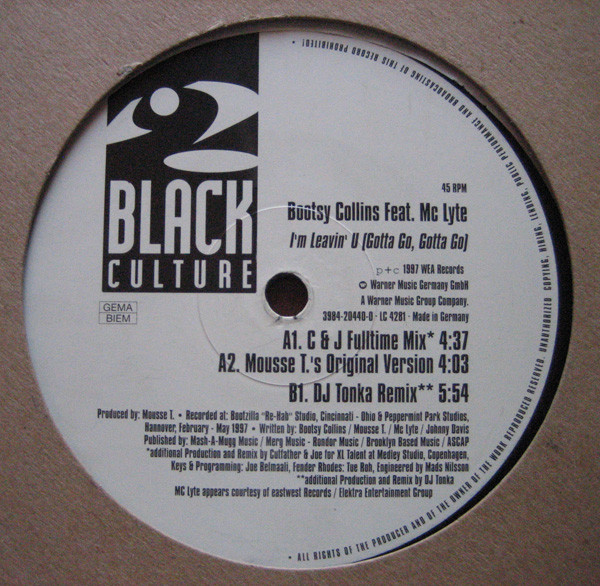 BLACK
CULTURE
GEMA
BIEM
45 RPM
Bootsy Collins Feat. Mc Lyte
I'm Leavin' U (Gotta Go, Gotta Go)
p+c 1997 WEA Records
Warner Music Germany GmbH
A Warner Music Group Company.
3984-20440-0 · LC 4281 · Made in Germany
A1. C & J Fulltime Mix* 4:37
A2. Mousse T.'s Original Version 4:03
B1. DJ Tonka Remix** 5:54
Produced by: Mousse T. • Recorded at: Bootzilla "Re-Hab" Studio, Cincinnati - Ohio & Peppermint Park Studios,
Hannover, February - May 1997 • Written by: Bootsy Collins / Mousse T. / Mc Lyte / Johnny Davis
Published by: Mash-A-Mugg Music / Merg Music - Rondor Music / Brooklyn Based Music / ASCAP
*additional Production and Remix by Cutfather & Joe for XL Talent at Medley Studio, Copenhagen,
Keys & Programming: Joe Belmaali, Fender Rhodes: Tue Roh, Engineered by Mads Nilsson
**additional Production and Remix by DJ Tonka
MC Lyte appears courtesy of eastwest Records / Elektra Entertainment Group
• ALL RIGHTS OF THE PRODUCER AND OF THE OWNER OF THE WORK REPRODUCED RESERVED. UNAUTHORIZED COPYING, HIRING, LENDING, PUBLIC PERFORMANCE AND BROADCASTING OF THIS RECORD PROHIBITED! •